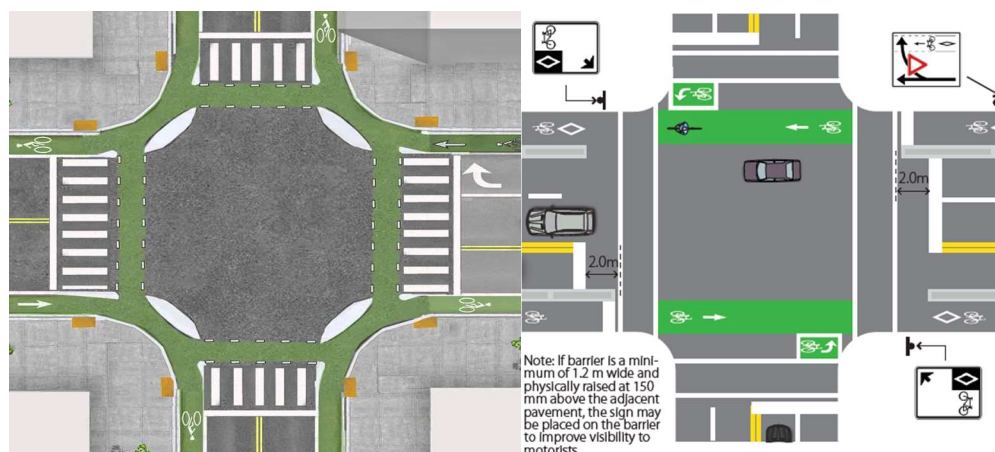 2.0m
2.0m
Note: If barrier is a mini-
mum of 1.2 m wide and
physically raised at 150
mm above the adjacent
pavement, the sign may
be placed on the barrier
to improve visibility to
motorists